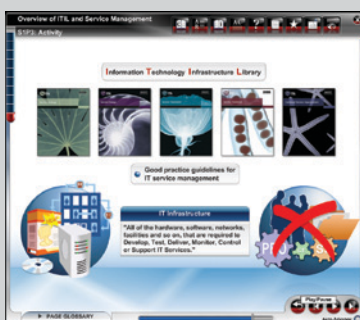 Overview of ITIL and Service Management
S1P3: Activity
Information Technology Infrastructure Library
Good practice guidelines for
IT service management
IT Infrastructure
"All of the hardware, software, networks,
facilities and so on, that are required to
Develop, Test, Deliver, Monitor, Control
or Support IT Services."
Play/Pause
PAGE GLOSSARY